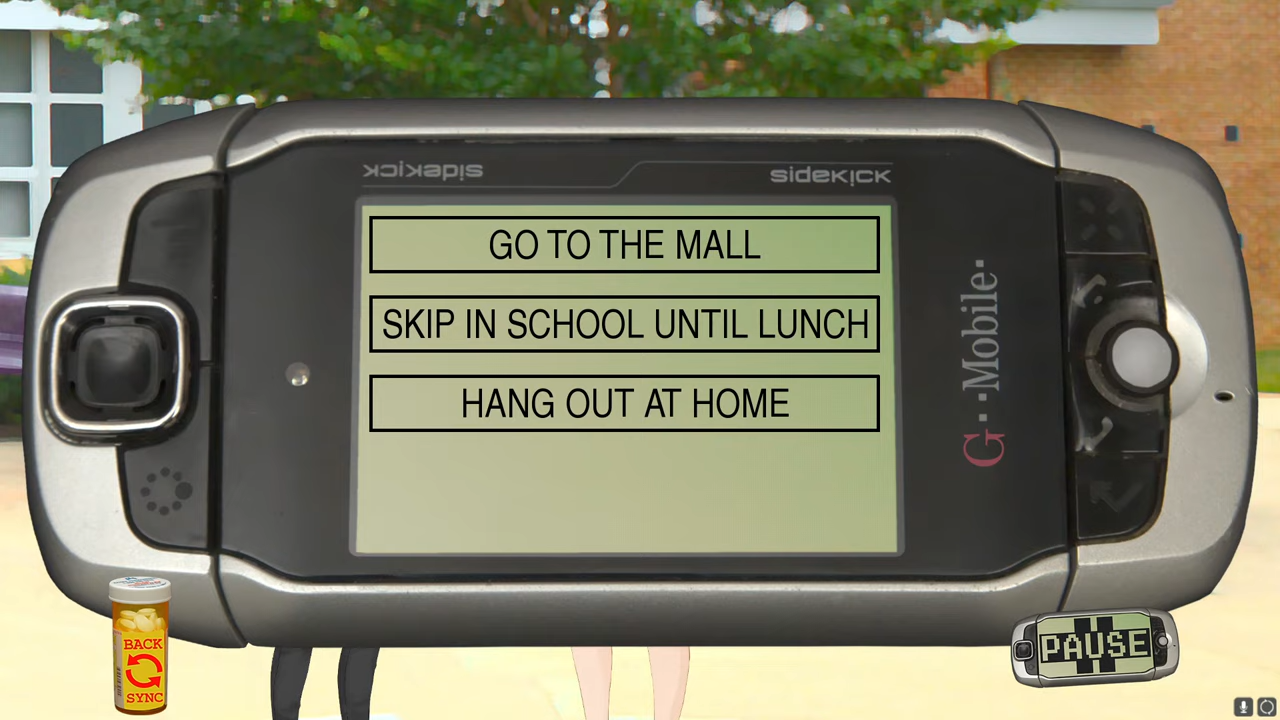 sidekick
sidekick
GO TO THE MALL
SKIP IN SCHOOL UNTIL LUNCH
HANG OUT AT HOME
G··Mobile·
BACK
SYNC
PAUSE